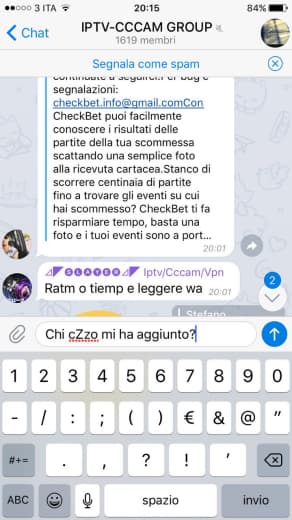 3 ITA 20:15 84%
Chat
IPTV-CCCAM GROUP
1619 membri
Segnala come spam
continuate a seguirci.Per bug e
segnalazioni:
checkbet.info@gmail.comCon
CheckBet puoi facilmente
conoscere i risultati delle
partite della tua scommessa
scattando una semplice foto
alla ricevuta cartacea.Stanco di
scorrere centinaia di partite
fino a trovare gli eventi su cui
hai scommesso? CheckBet ti fa
risparmiare tempo, basta una
foto e i tuoi eventi sono a port...
20:01
SLAYER Iptv/Cccam/Vpn
Ratm o tiemp e leggere wa 20:01
2
Stefano
Chi cZzo mi ha aggiunto?
1 2 3 4 5 6 7 8 9 0
- / : ; ( ) € & @ "
#+= . , ? ! '
ABC spazio invio